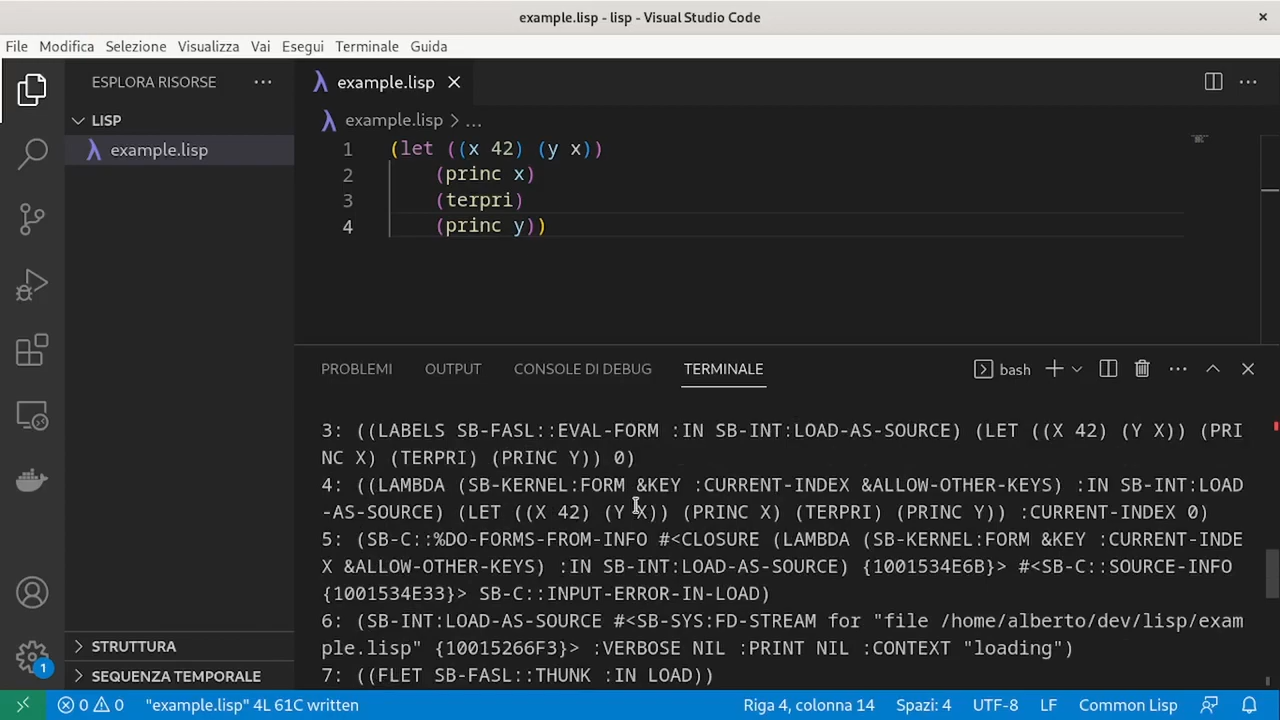 example.lisp - lisp - Visual Studio Code
×
File Modifica Selezione Visualizza Vai Esegui Terminale Guida
ESPLORA RISORSE ···
LISP
λ example.lisp
λ example.lisp ×
λ example.lisp > ...
1 (let ((x 42) (y x))
2 (princ x)
3 (terpri)
4 (princ y))
PROBLEMI OUTPUT CONSOLE DI DEBUG TERMINALE
bash
3: ((LABELS SB-FASL::EVAL-FORM :IN SB-INT:LOAD-AS-SOURCE) (LET ((X 42) (Y X)) (PRI
NC X) (TERPRI) (PRINC Y)) 0)
4: ((LAMBDA (SB-KERNEL:FORM &KEY :CURRENT-INDEX &ALLOW-OTHER-KEYS) :IN SB-INT:LOAD
-AS-SOURCE) (LET ((X 42) (Y X)) (PRINC X) (TERPRI) (PRINC Y)) :CURRENT-INDEX 0)
5: (SB-C::%DO-FORMS-FROM-INFO #<CLOSURE (LAMBDA (SB-KERNEL:FORM &KEY :CURRENT-INDE
X &ALLOW-OTHER-KEYS) :IN SB-INT:LOAD-AS-SOURCE) {1001534E6B}> #<SB-C::SOURCE-INFO
{1001534E33}> SB-C::INPUT-ERROR-IN-LOAD)
6: (SB-INT:LOAD-AS-SOURCE #<SB-SYS:FD-STREAM for "file /home/alberto/dev/lisp/exam
ple.lisp" {10015266F3}> :VERBOSE NIL :PRINT NIL :CONTEXT "loading")
7: ((FLET SB-FASL::THUNK :IN LOAD))
STRUTTURA
SEQUENZA TEMPORALE
1
0 0 "example.lisp" 4L 61C written
Riga 4, colonna 14 Spazi: 4 UTF-8 LF Common Lisp